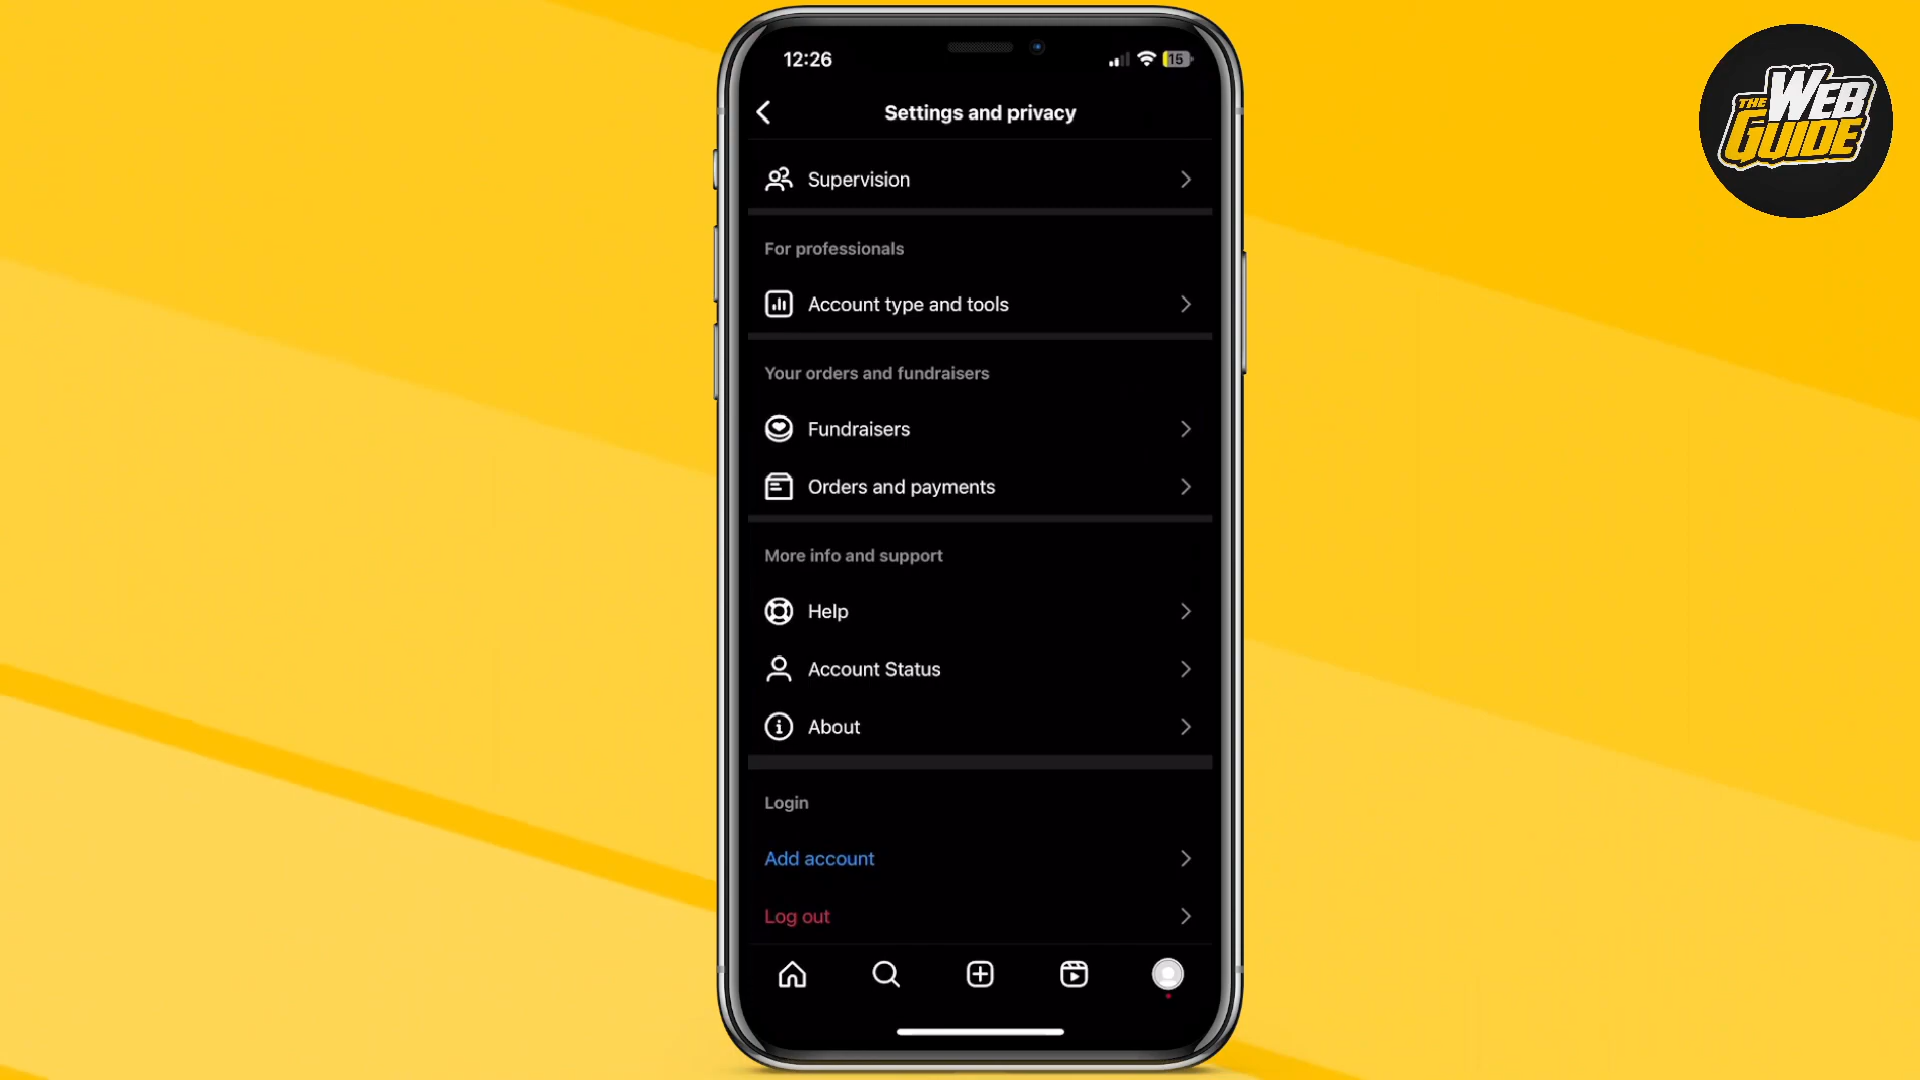 12:26
15
Settings and privacy
THE WEB
GUIDE
Supervision
For professionals
Account type and tools
Your orders and fundraisers
Fundraisers
Orders and payments
More info and support
Help
Account Status
About
Login
Add account
Log out